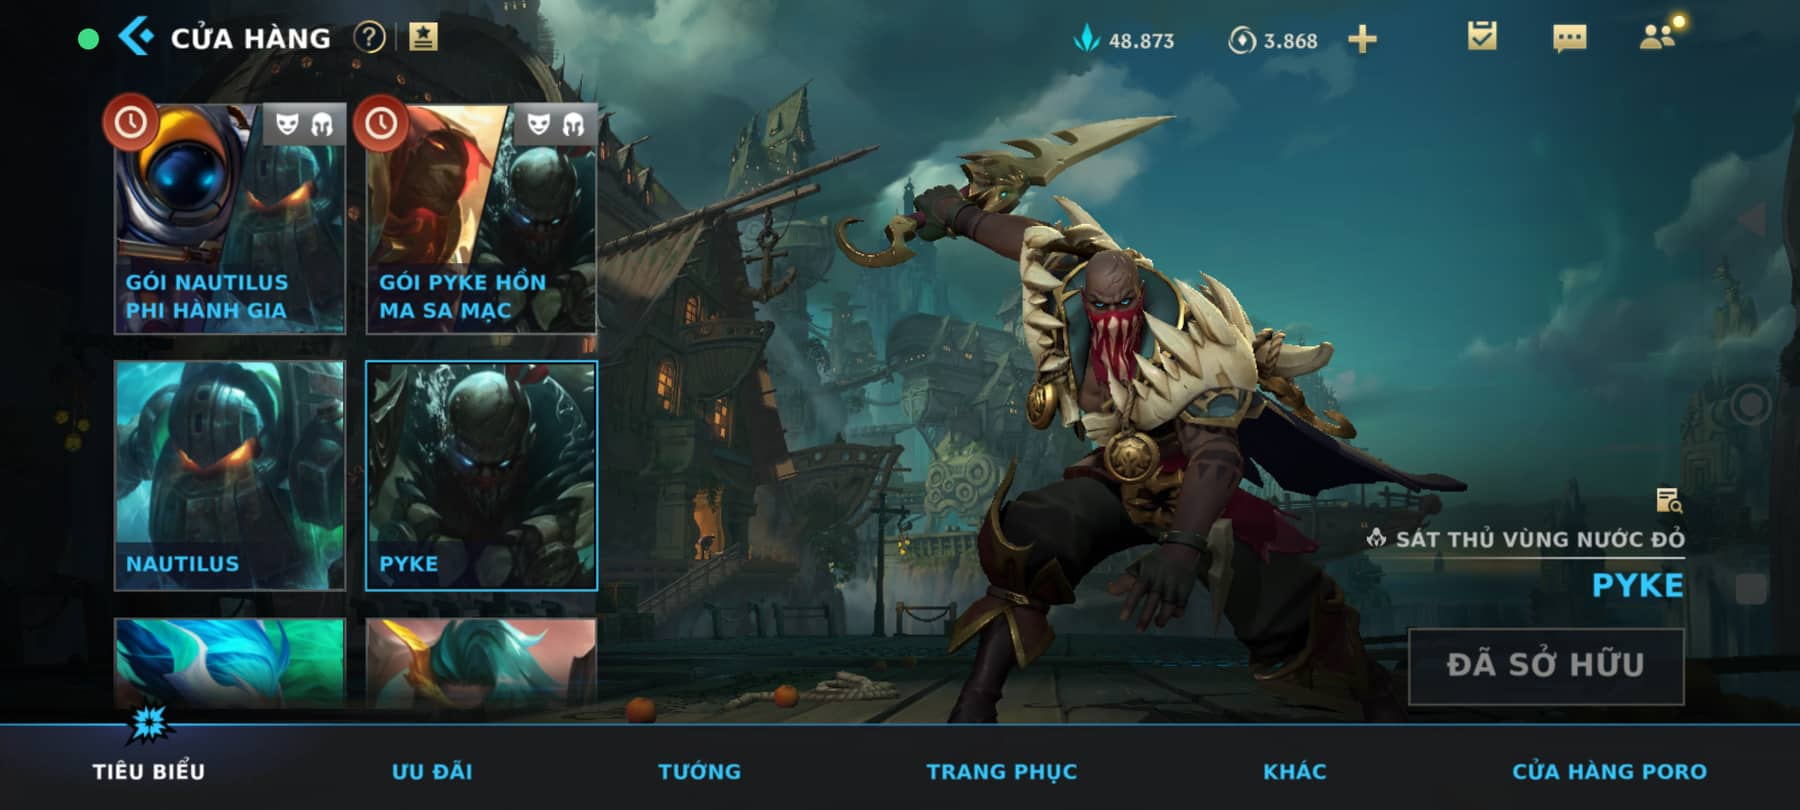 CỬA HÀNG
?
48.873
3.868
GÓI NAUTILUS
PHI HÀNH GIA
GÓI PYKE HỒN
MA SA MẠC
NAUTILUS
PYKE
SÁT THỦ VÙNG NƯỚC ĐỎ
PYKE
ĐÃ SỞ HỮU
TIÊU BIỂU
ƯU ĐÃI
TƯỚNG
TRANG PHỤC
KHÁC
CỬA HÀNG PORO